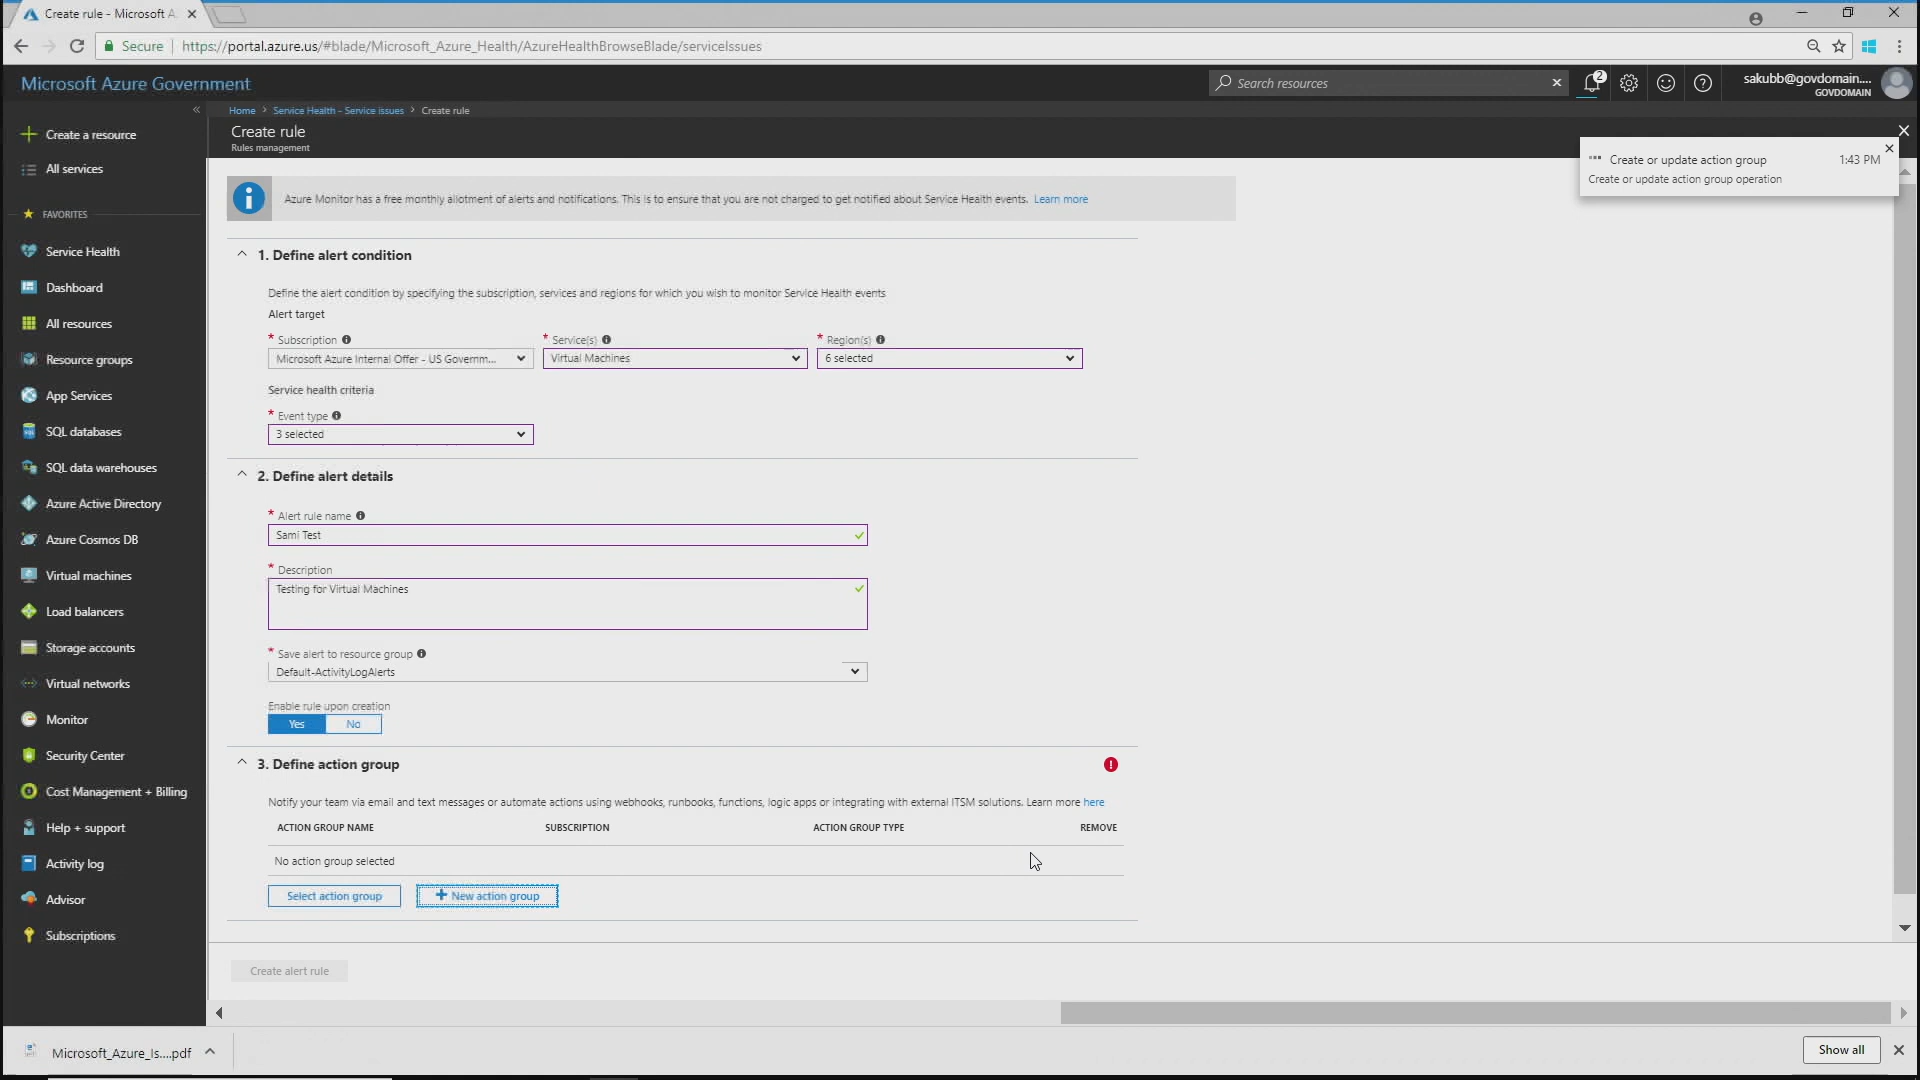 Create rule - Microsoft A
Secure https://portal.azure.us/#blade/Microsoft_Azure_Health/AzureHealthBrowseBlade/serviceIssues
Microsoft Azure Government
Search resources
2
sakubb@govdomain....
GOVDOMAIN
Home > Service Health - Service issues > Create rule
Create rule
Rules management
Create or update action group 1:43 PM
Create or update action group operation
Create a resource
All services
FAVORITES
Service Health
Dashboard
All resources
Resource groups
App Services
SQL databases
SQL data warehouses
Azure Active Directory
Azure Cosmos DB
Virtual machines
Load balancers
Storage accounts
Virtual networks
Monitor
Security Center
Cost Management + Billing
Help + support
Activity log
Advisor
Subscriptions
Azure Monitor has a free monthly allotment of alerts and notifications. This is to ensure that you are not charged to get notified about Service Health events. Learn more
1. Define alert condition
Define the alert condition by specifying the subscription, services and regions for which you wish to monitor Service Health events
Alert target
* Subscription * Service(s) * Region(s)
Microsoft Azure Internal Offer - US Governm... Virtual Machines 6 selected
Service health criteria
* Event type
3 selected
2. Define alert details
* Alert rule name
Sami Test
* Description
Testing for Virtual Machines
* Save alert to resource group
Default-ActivityLogAlerts
Enable rule upon creation
Yes No
3. Define action group
Notify your team via email and text messages or automate actions using webhooks, runbooks, functions, logic apps or integrating with external ITSM solutions. Learn more here
ACTION GROUP NAME SUBSCRIPTION ACTION GROUP TYPE REMOVE
No action group selected
Select action group + New action group
Create alert rule
Microsoft_Azure_Is....pdf
Show all